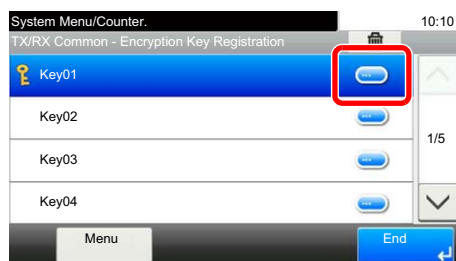 System Menu/Counter.
10:10
TX/RX Common - Encryption Key Registration
Key01
Key02
1/5
Key03
Key04
Menu
End